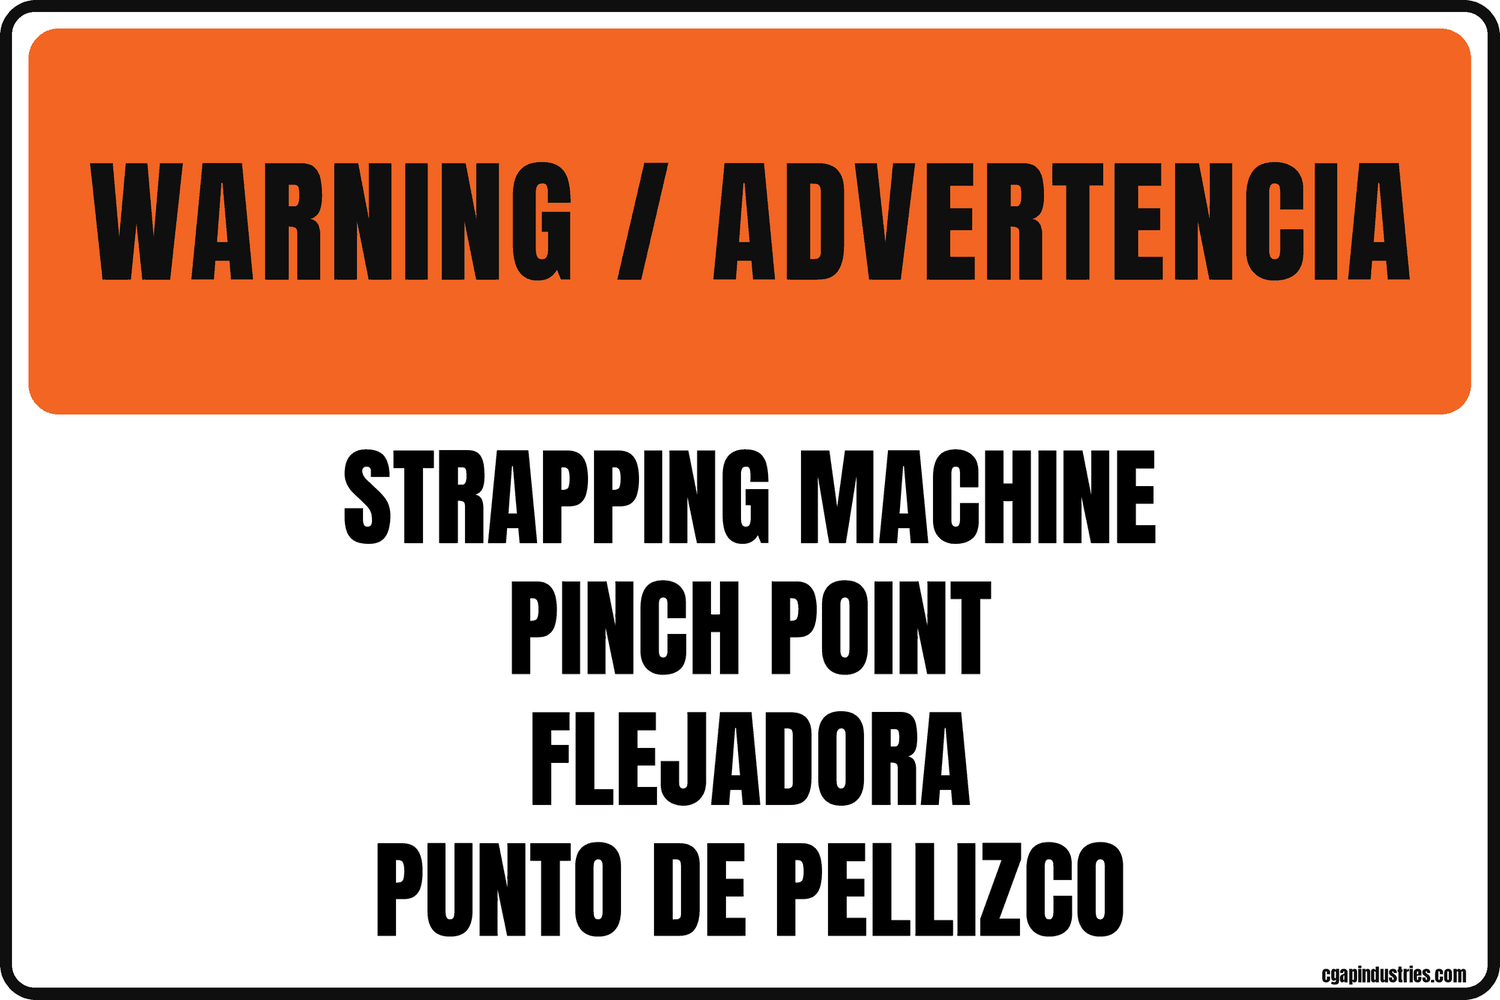 WARNING / ADVERTENCIA
STRAPPING MACHINE
PINCH POINT
FLEJADORA
PUNTO DE PELLIZCO
cgapindustries.com